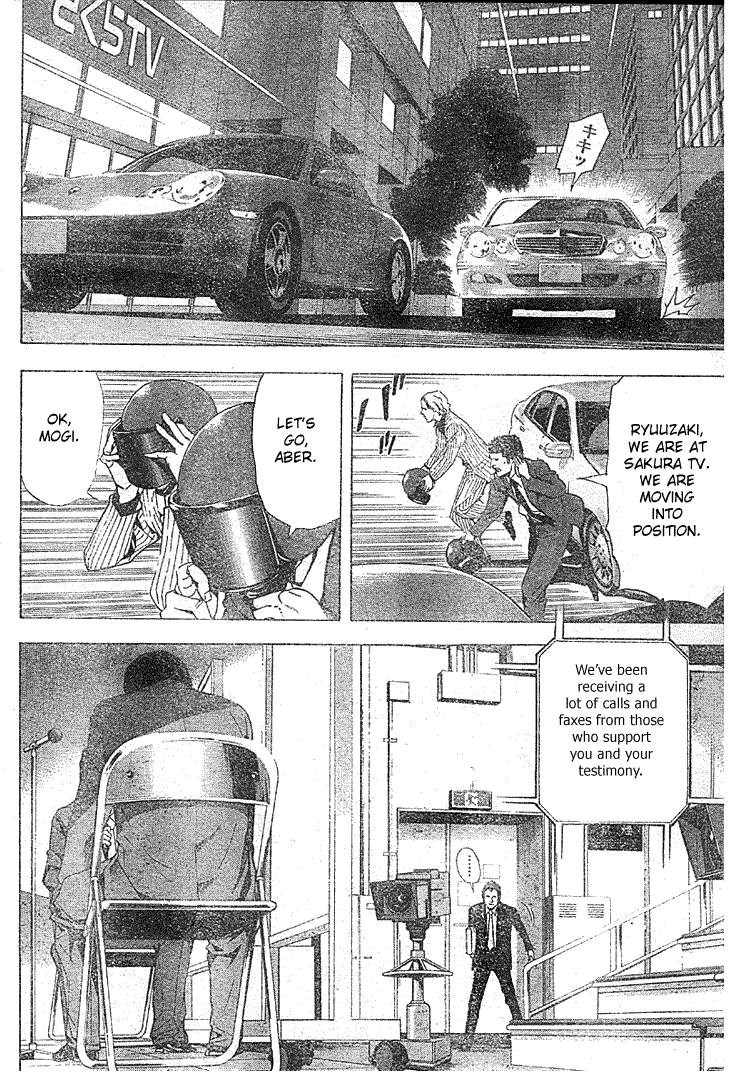 さくらTV
キキッ
RYUUZAKI,
WE ARE AT
SAKURA TV.
WE ARE
MOVING
INTO
POSITION.
LET'S
GO,
ABER.
OK,
MOGI.
We've been
receiving a
lot of calls and
faxes from those
who support
you and your
testimony.